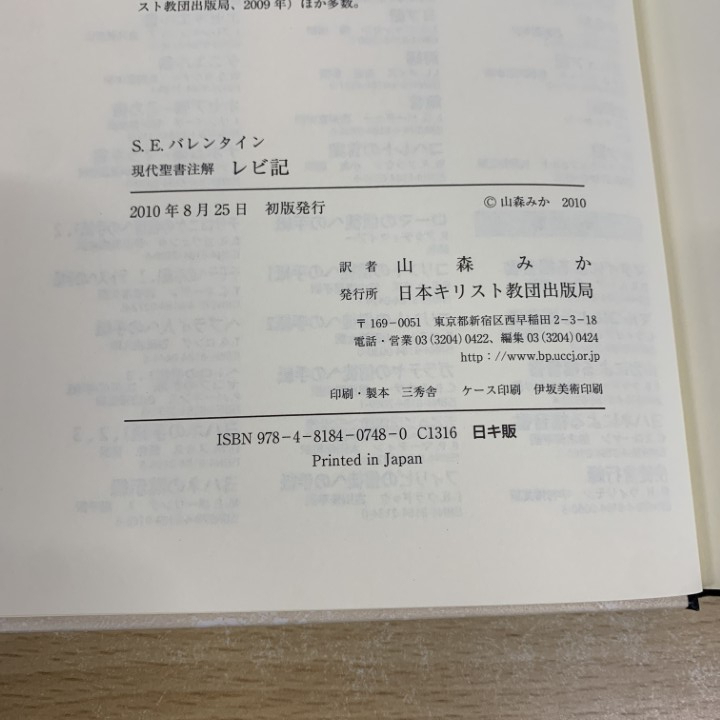 スト教団出版局、2009年）ほか多数。
S. E. バレンタイン
現代聖書注解 レビ記
2010年8月25日 初版発行
© 山森みか 2010
訳者 山森みか
発行所 日本キリスト教団出版局
〒169-0051 東京都新宿区西早稲田2-3-18
電話・営業03(3204)0422、編集03(3204)0424
http://www.bp.uccj.or.jp
印刷・製本 三秀舎 ケース印刷 伊坂美術印刷
ISBN 978-4-8184-0748-0 C1316 日キ販
Printed in Japan